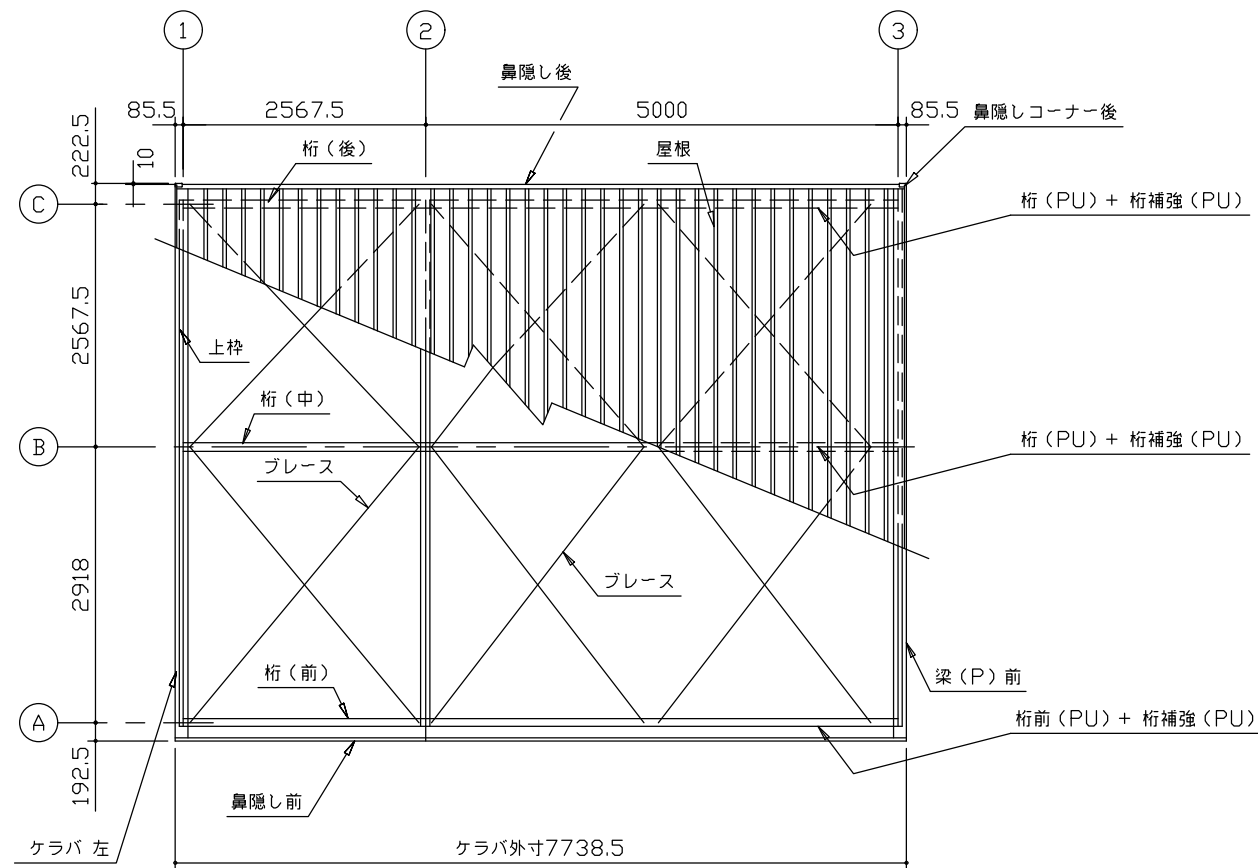 1
2
3
鼻隠し後
85.5
2567.5
5000
85.5
鼻隠しコーナー後
222.5
10
桁(後)
屋根
C
桁(PU)+ 桁補強(PU)
2567.5
上枠
桁(中)
B
桁(PU)+ 桁補強(PU)
ブレース
2918
ブレース
桁(前)
梁(P)前
A
桁前(PU)+ 桁補強(PU)
192.5
鼻隠し前
ケラバ 左
ケラバ外寸7738.5